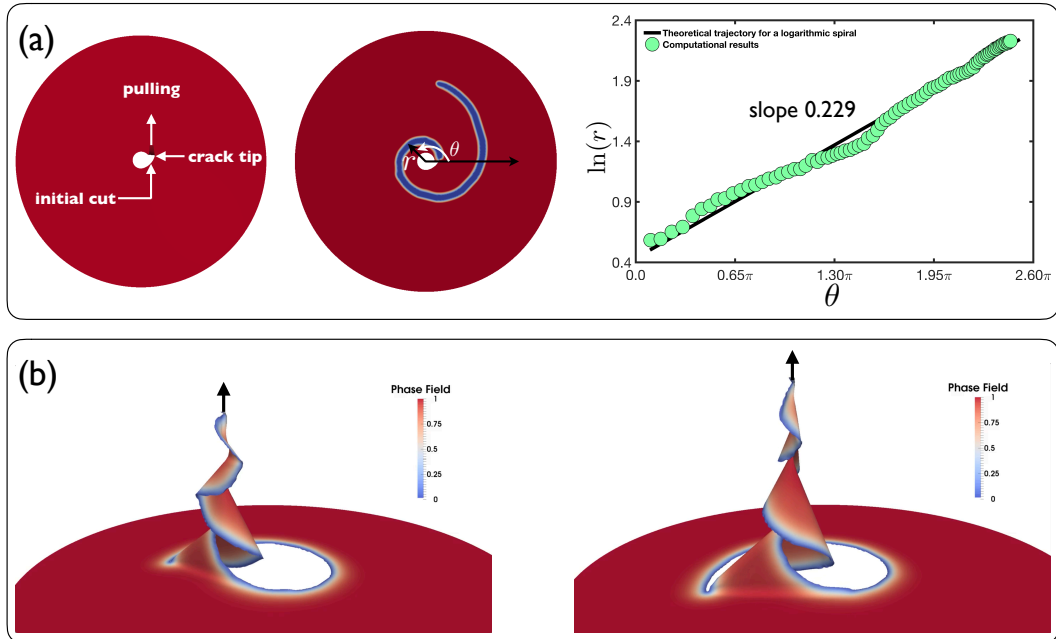 (a)
pulling
crack tip
initial cut
r
θ
2.4
1.9
1.4
0.9
0.4
ln(r)
Theoretical trajectory for a logarithmic spiral
Computational results
slope 0.229
0.0
0.65π
1.30π
1.95π
2.60π
θ
(b)
Phase Field
1
0.75
0.5
0.25
0
Phase Field
1
0.75
0.5
0.25
0